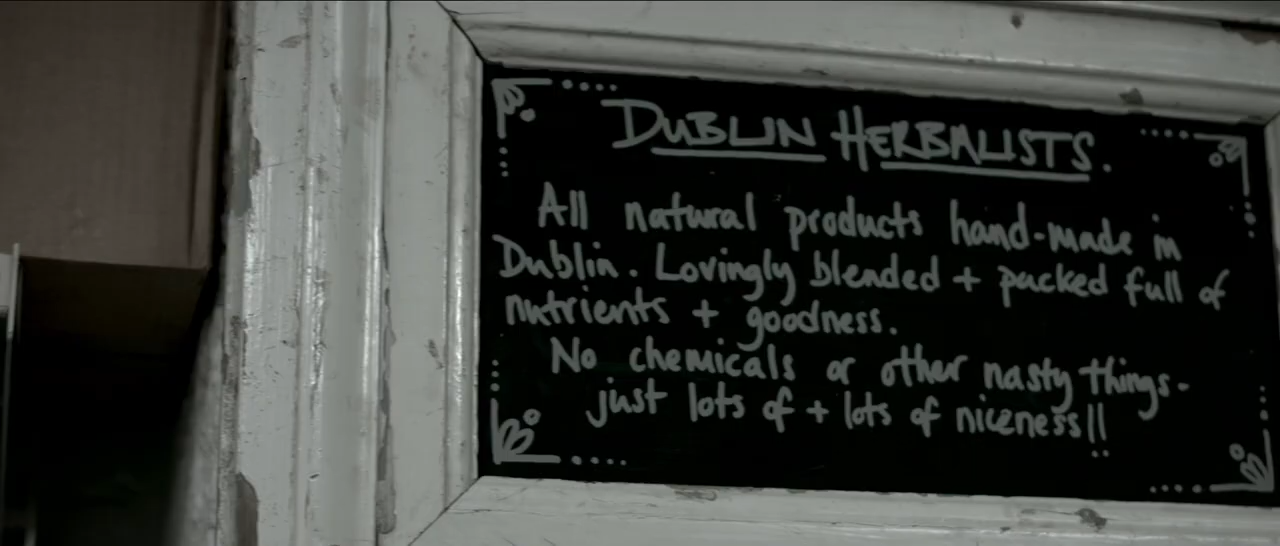 DUBLIN HERBALISTS.
All natural products hand-made in
Dublin. Lovingly blended + packed full of
nutrients + goodness.
No chemicals or other nasty things-
just lots of + lots of niceness!!